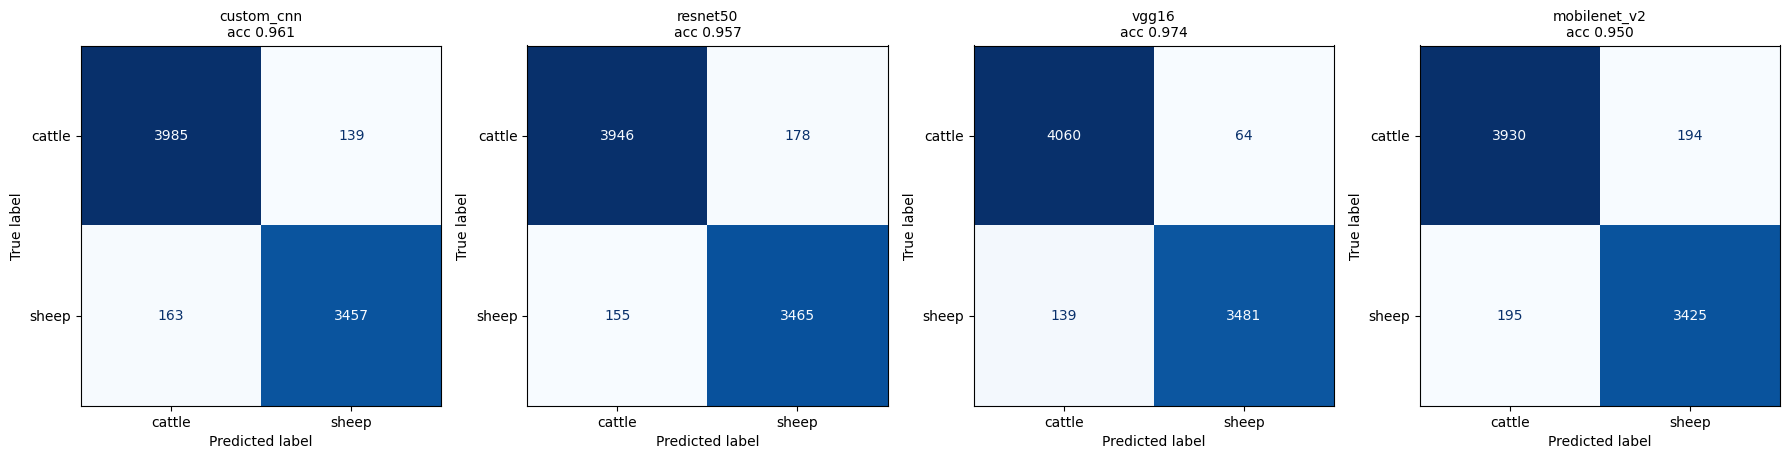 custom_cnn
acc 0.961
cattle
3985 139
sheep
163 3457
cattle sheep
True label
Predicted label
resnet50
acc 0.957
cattle
3946 178
sheep
155 3465
cattle sheep
True label
Predicted label
vgg16
acc 0.974
cattle
4060 64
sheep
139 3481
cattle sheep
True label
Predicted label
mobilenet_v2
acc 0.950
cattle
3930 194
sheep
195 3425
cattle sheep
True label
Predicted label